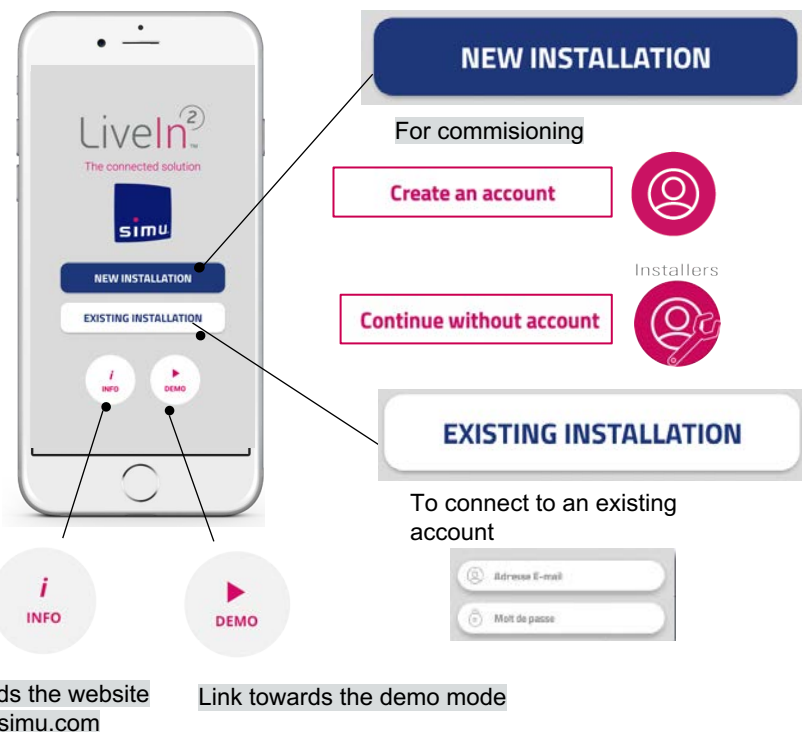 LiveIn2™
The connected solution
simu
NEW INSTALLATION
EXISTING INSTALLATION
i
INFO
DEMO
NEW INSTALLATION
For commisioning
Create an account
Installers
Continue without account
EXISTING INSTALLATION
To connect to an existing
account
Adresse E-mail
Mot de passe
i
INFO
DEMO
ds the website
simu.com
Link towards the demo mode